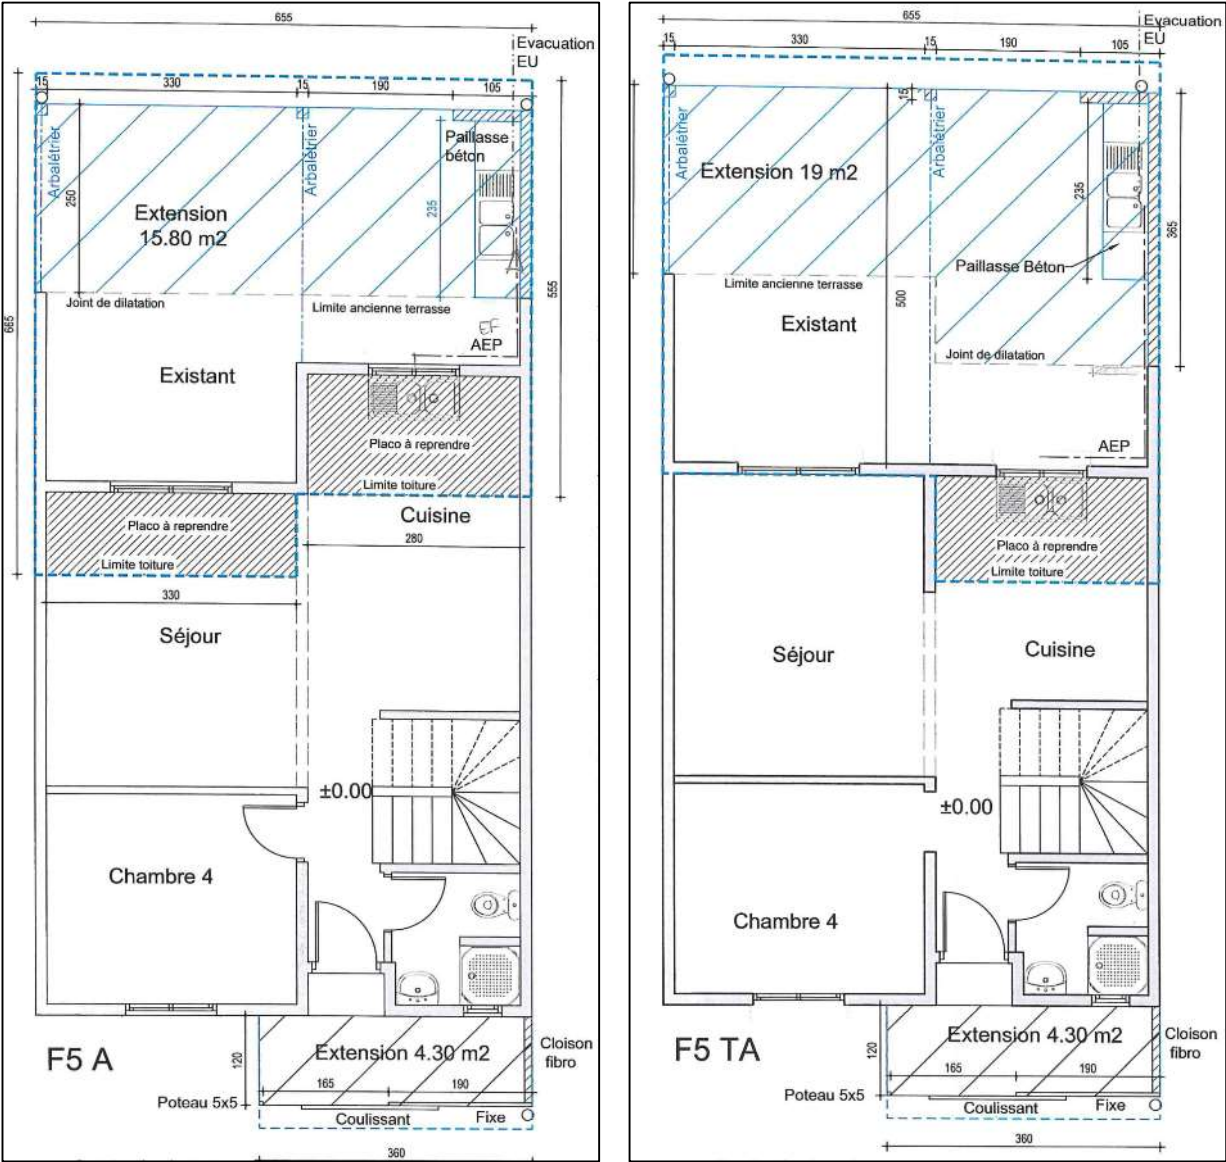 655
Evacuation
EU
15
330
15
190
105
Arbalétrier
Arbalétrier
Paillasse
béton
250
235
Extension
15.80 m2
555
665
Joint de dilatation
Limite ancienne terrasse
EF
AEP
Existant
Placo à reprendre
Limite toiture
Cuisine
280
Placo à reprendre
Limite toiture
330
Séjour
±0.00
Chambre 4
F5 A
120
Extension 4.30 m2
Cloison
fibro
165
190
Poteau 5x5
Coulissant
Fixe
360
655
Evacuation
EU
15
330
15
190
105
15
Arbalétrier
Arbalétrier
Extension 19 m2
235
365
Paillasse Béton
Limite ancienne terrasse
500
Existant
Joint de dilatation
AEP
Placo à reprendre
Limite toiture
Séjour
Cuisine
±0.00
Chambre 4
F5 TA
120
Extension 4.30 m2
Cloison
fibro
165
190
Poteau 5x5
Coulissant
Fixe
360